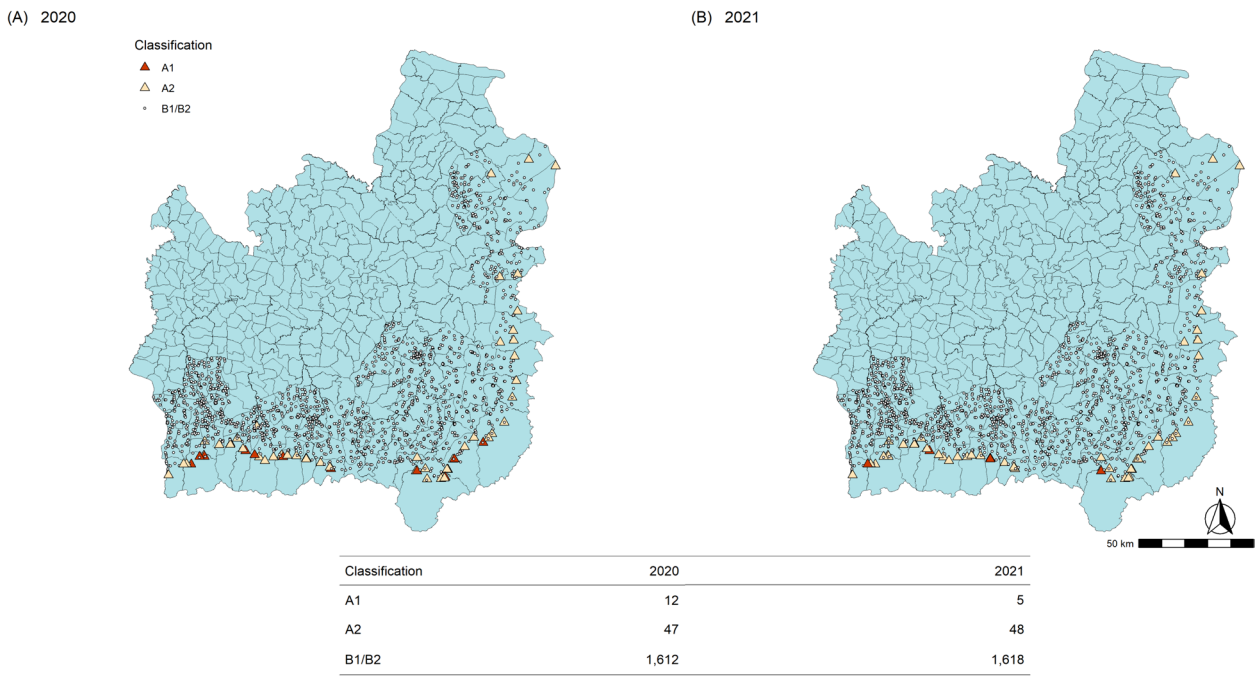 (A) 2020
(B) 2021
Classification
A1
A2
B1/B2
N
50 km
Classification 2020 2021
A1 12 5
A2 47 48
B1/B2 1,612 1,618